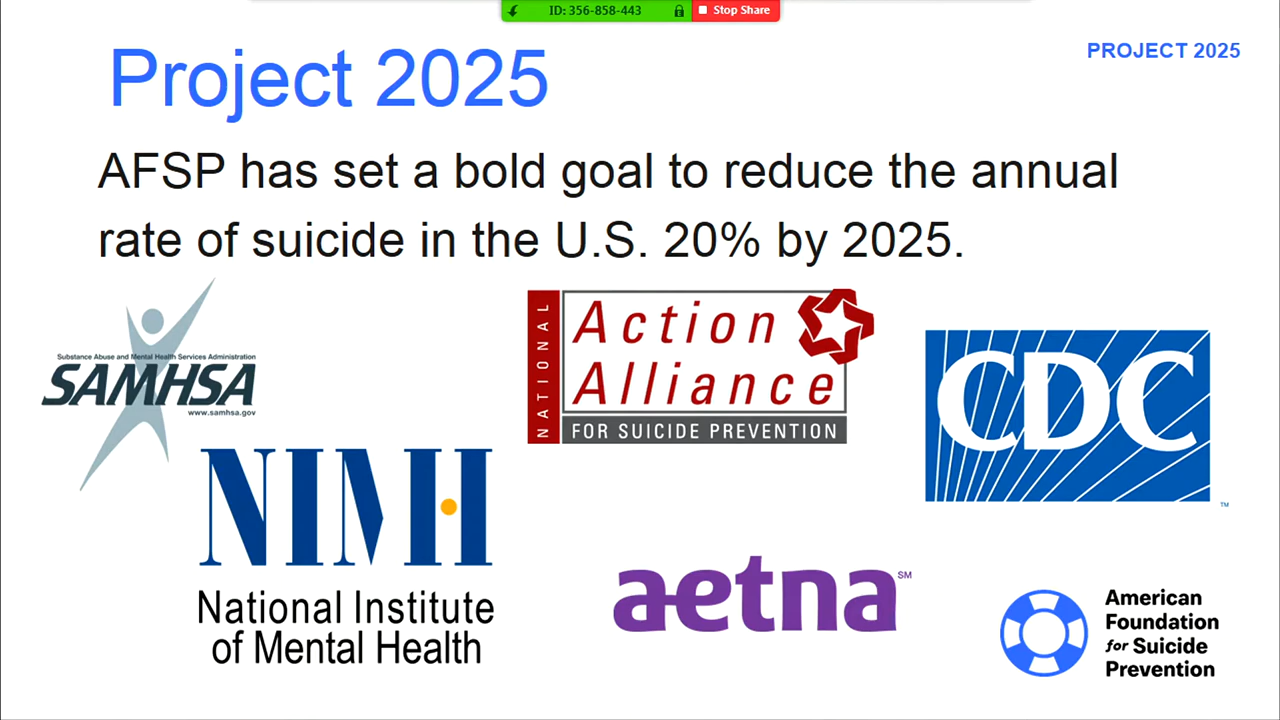 ID: 356-858-443
Stop Share
Project 2025
PROJECT 2025
AFSP has set a bold goal to reduce the annual
rate of suicide in the U.S. 20% by 2025.
Substance Abuse and Mental Health Services Administration
SAMHSA
www.samhsa.gov
NATIONAL
Action
Alliance
FOR SUICIDE PREVENTION
CDC
TM
NIMH
National Institute
of Mental Health
aetna
SM
American
Foundation
for Suicide
Prevention